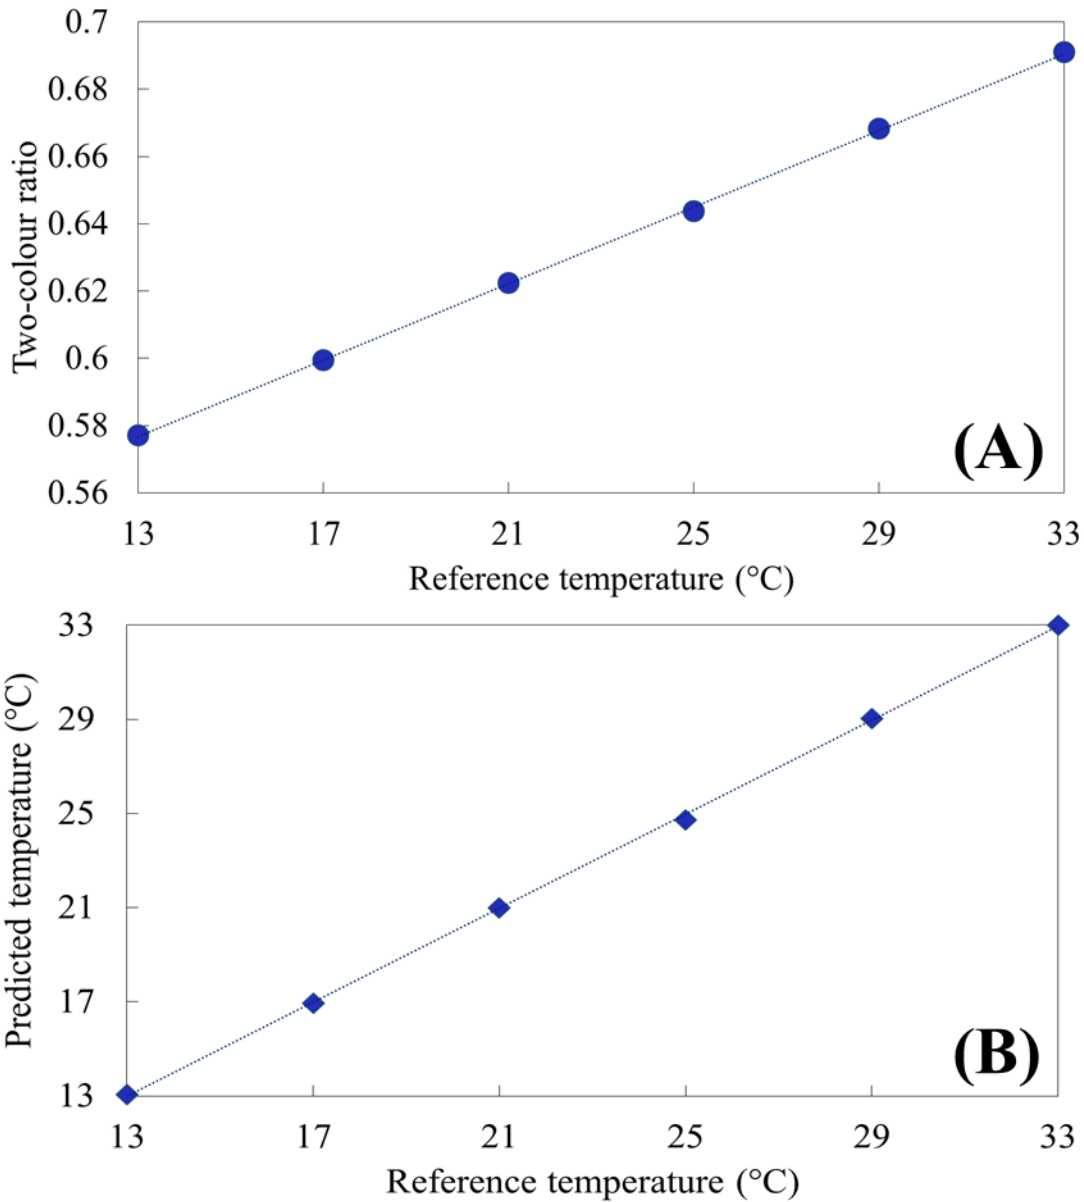 0.7
0.68
0.66
0.64
0.62
0.6
0.58
0.56
Two-colour ratio
(A)
13 17 21 25 29 33
Reference temperature (°C)
33
29
25
21
17
13
Predicted temperature (°C)
(B)
13 17 21 25 29 33
Reference temperature (°C)